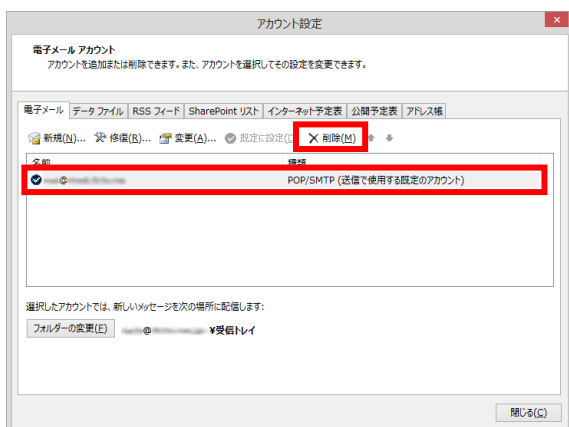 アカウント設定
電子メール アカウント
アカウントを追加または削除できます。また、アカウントを選択してその設定を変更できます。
電子メール データ ファイル RSS フィード SharePoint リスト インターネット予定表 公開予定表 アドレス帳
新規(N)... 修復(R)... 変更(A)... 既定に設定( 削除(M)
名前 種類
@ POP/SMTP (送信で使用する既定のアカウント)
選択したアカウントでは、新しいメッセージを次の場所に配信します:
フォルダーの変更(F) @ ¥受信トレイ
閉じる(C)